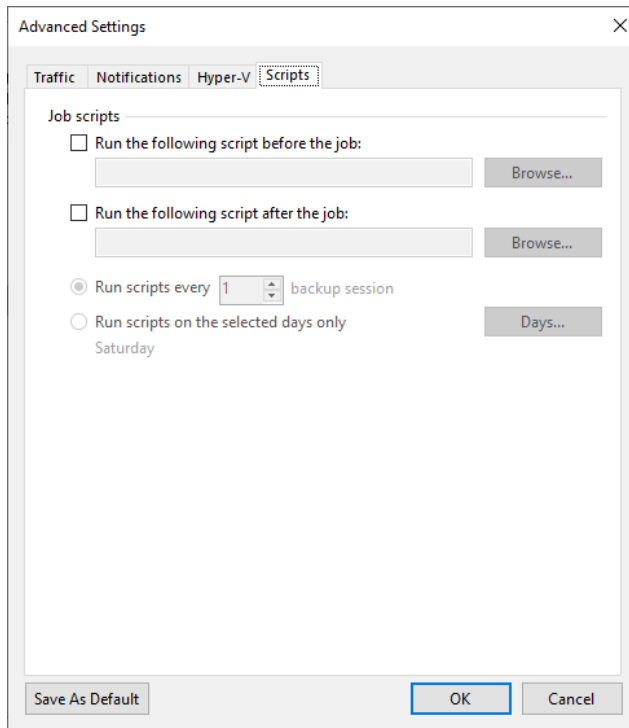 Advanced Settings
Traffic Notifications Hyper-V Scripts
Job scripts
Run the following script before the job:
Browse...
Run the following script after the job:
Browse...
Run scripts every 1 backup session
Run scripts on the selected days only Days...
Saturday
Save As Default OK Cancel